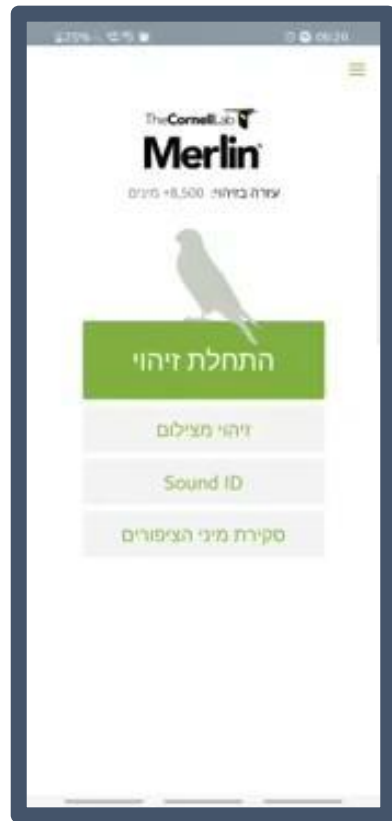 TheCornellLab
Merlin
עזרה בזיהוי: 8,500+ מינים
התחלת זיהוי
זיהוי מצילום
Sound ID
סקירת מיני הציפורים